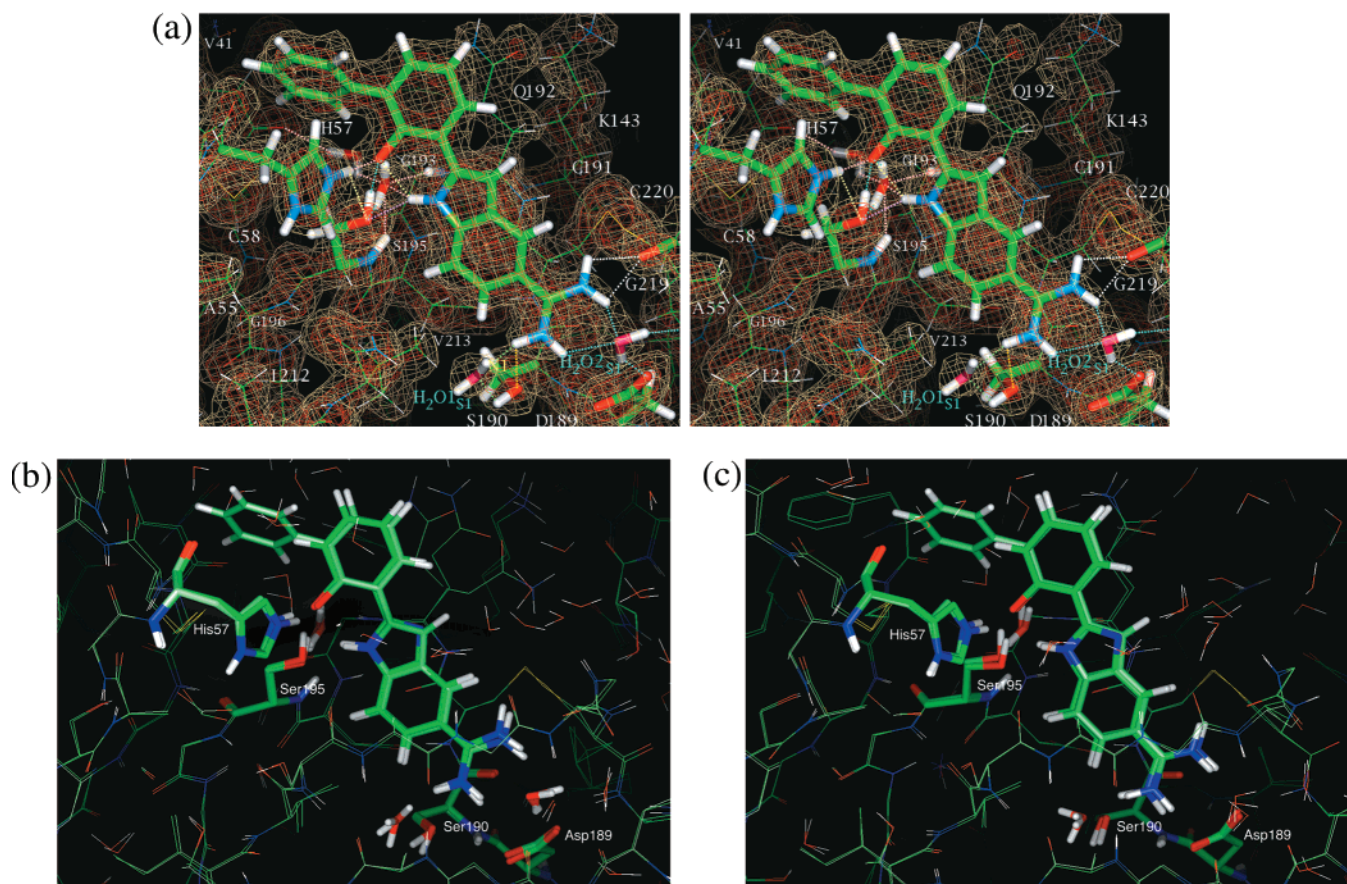 (a)
V41
H57
Q192
K143
G193
C191
C220
C58
S195
G219
A55
G196
V213
I212
H2O2S1
H2O1S1
S190
D189
V41
H57
Q192
K143
G193
C191
C220
C58
S195
G219
A55
G196
V213
I212
H2O2S1
H2O1S1
S190
D189
(b)
His57
Ser195
Ser190
Asp189
(c)
His57
Ser195
Ser190
Asp189